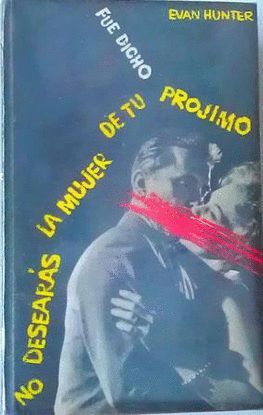 EVAN HUNTER
FUE DICHO
NO DESEARÁS LA MUJER DE TU PROJIMO